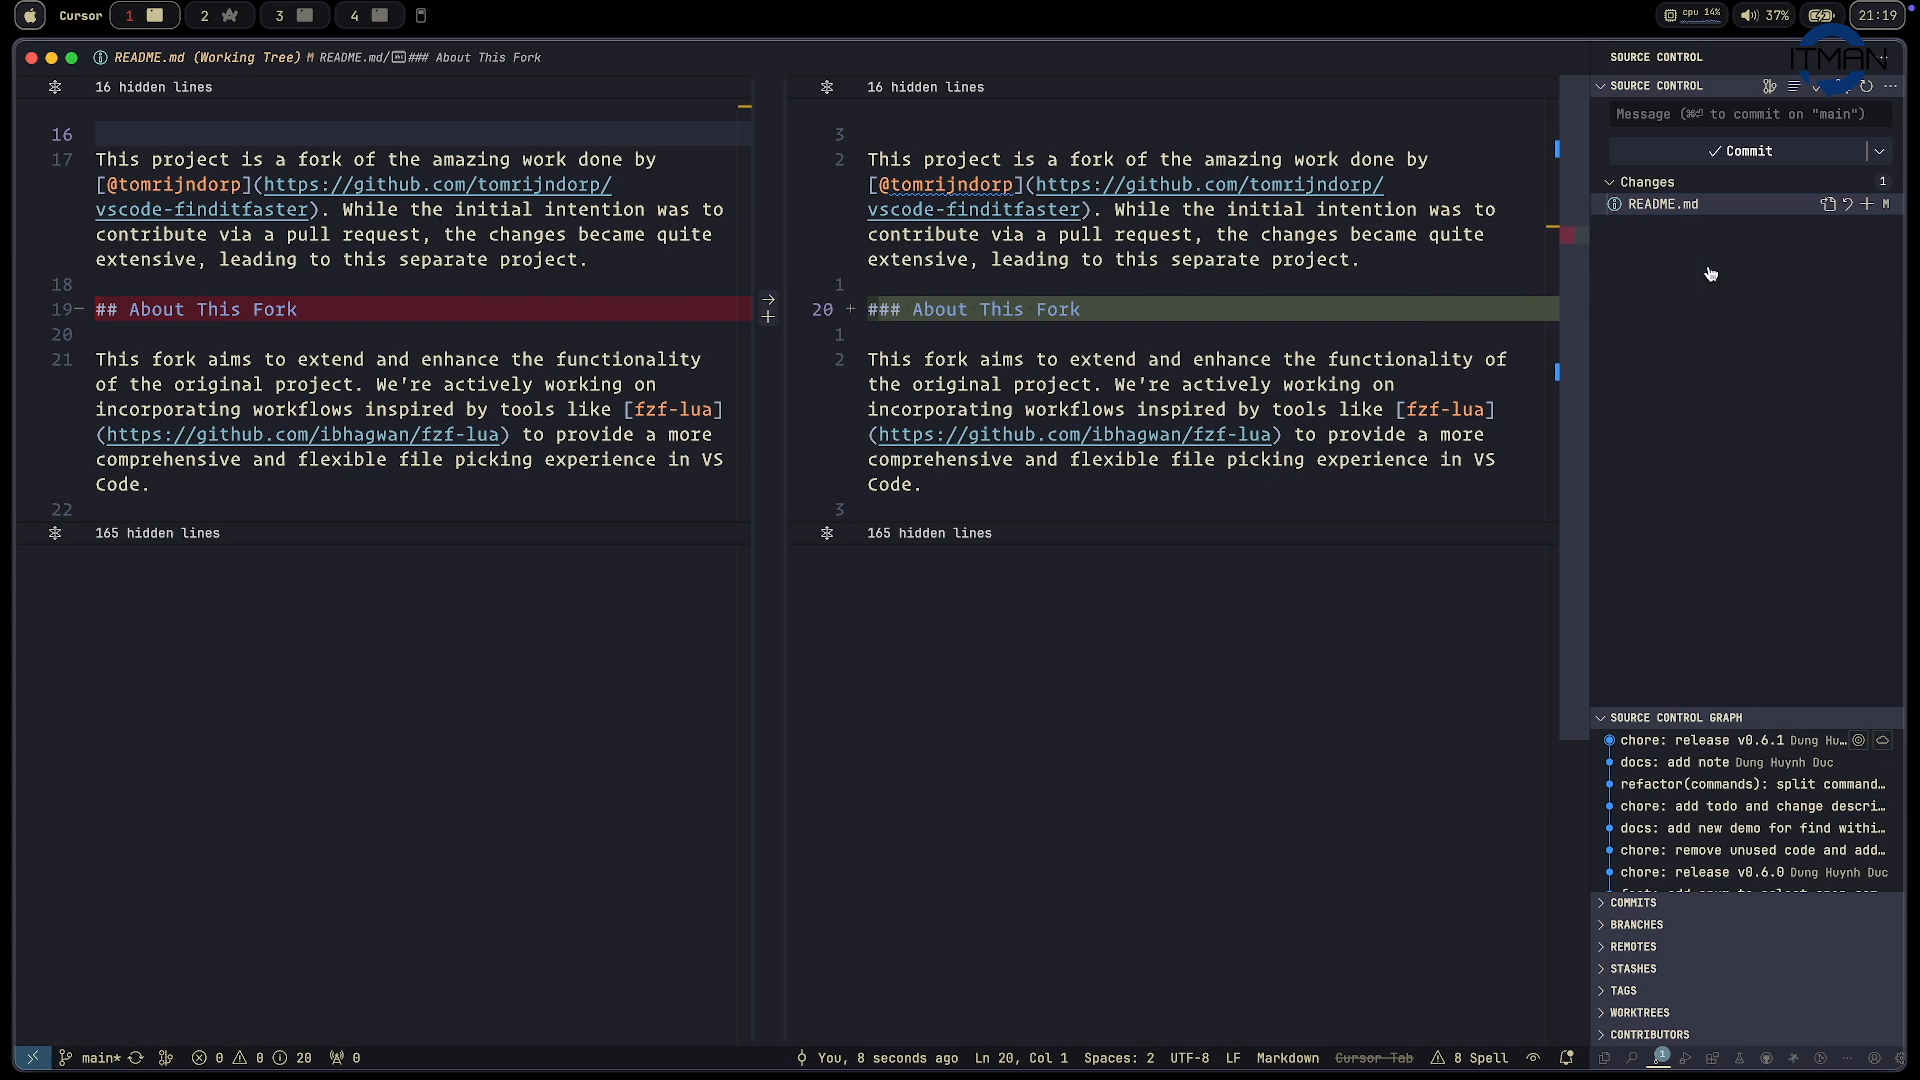 Cursor 1 2 3 4 cpu 14% 37% 21:19
README.md (Working Tree) M README.md/ ### About This Fork
SOURCE CONTROL
ITMAN
16 hidden lines
16 hidden lines
SOURCE CONTROL
Message (⌘⏎ to commit on "main")
Commit
Changes 1
README.md M
16
17 This project is a fork of the amazing work done by
[@tomrijndorp](https://github.com/tomrijndorp/
vscode-finditfaster). While the initial intention was to
contribute via a pull request, the changes became quite
extensive, leading to this separate project.
18
19− ## About This Fork
20
21 This fork aims to extend and enhance the functionality
of the original project. We're actively working on
incorporating workflows inspired by tools like [fzf-lua]
(https://github.com/ibhagwan/fzf-lua) to provide a more
comprehensive and flexible file picking experience in VS
Code.
22
165 hidden lines
3
2 This project is a fork of the amazing work done by
[@tomrijndorp](https://github.com/tomrijndorp/
vscode-finditfaster). While the initial intention was to
contribute via a pull request, the changes became quite
extensive, leading to this separate project.
1
20 + ### About This Fork
1
2 This fork aims to extend and enhance the functionality of
the original project. We're actively working on
incorporating workflows inspired by tools like [fzf-lua]
(https://github.com/ibhagwan/fzf-lua) to provide a more
comprehensive and flexible file picking experience in VS
Code.
3
165 hidden lines
SOURCE CONTROL GRAPH
chore: release v0.6.1 Dung Hu…
docs: add note Dung Huynh Duc
refactor(commands): split command…
chore: add todo and change descri…
docs: add new demo for find withi…
chore: remove unused code and add…
chore: release v0.6.0 Dung Huynh Duc
COMMITS
BRANCHES
REMOTES
STASHES
TAGS
WORKTREES
CONTRIBUTORS
main* 0 0 20 0
You, 8 seconds ago Ln 20, Col 1 Spaces: 2 UTF-8 LF Markdown Cursor Tab 8 Spell
1